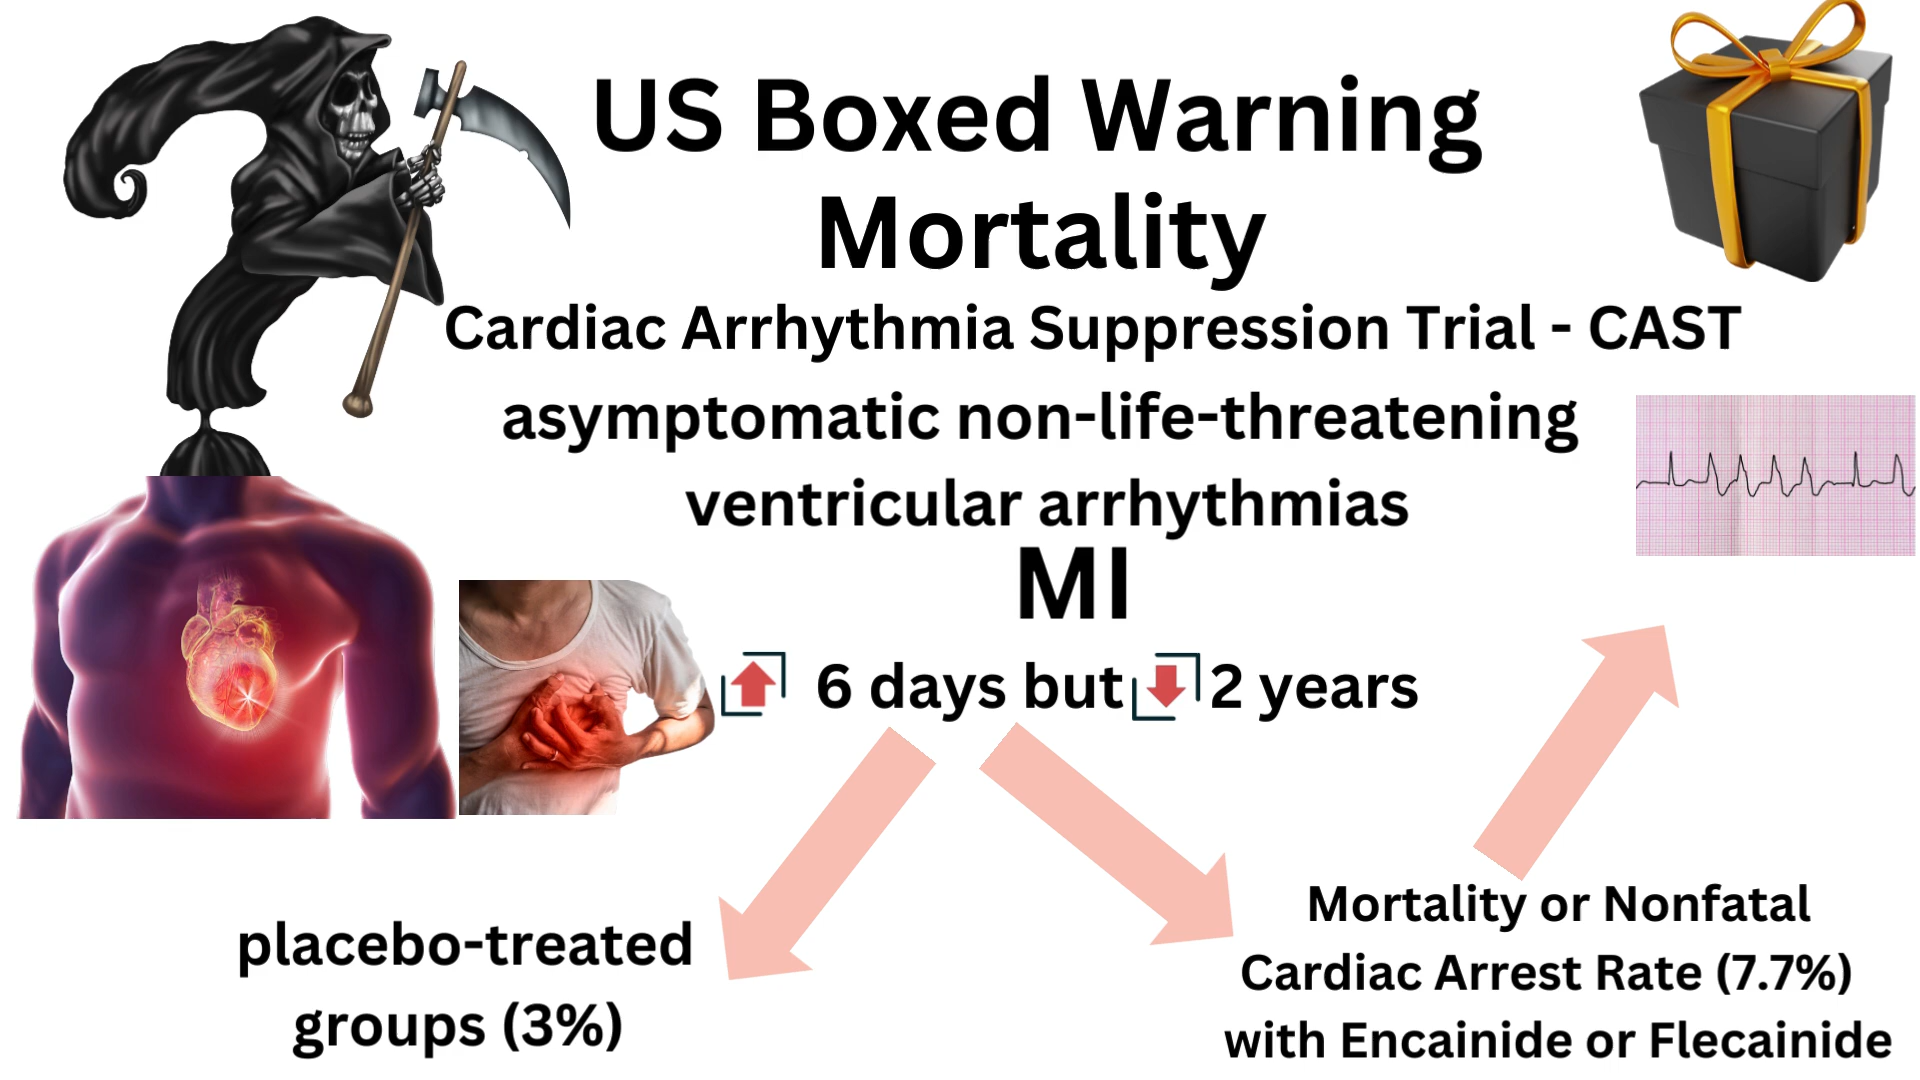 US Boxed Warning
Mortality
Cardiac Arrhythmia Suppression Trial - CAST
asymptomatic non-life-threatening
ventricular arrhythmias
MI
6 days but 2 years
placebo-treated
groups (3%)
Mortality or Nonfatal
Cardiac Arrest Rate (7.7%)
with Encainide or Flecainide